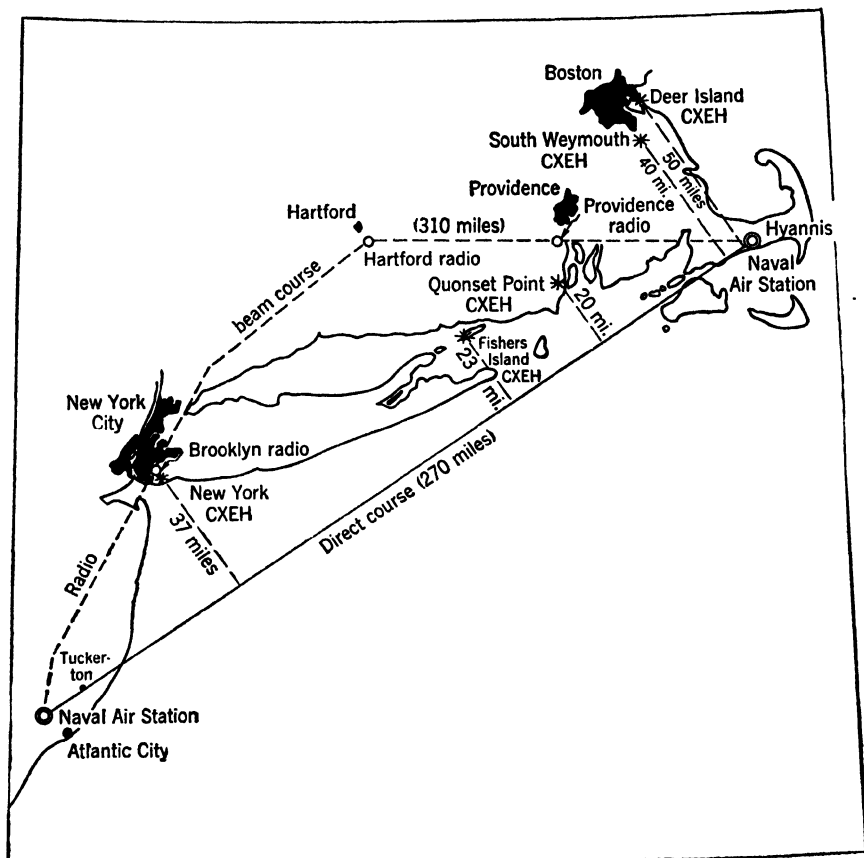 Boston
Deer Island
CXEH
South Weymouth
CXEH
50 miles
40 mi.
Providence
Providence
radio
Hartford
(310 miles)
Hyannis
Hartford radio
Naval
Air Station
Quonset Point
CXEH
beam course
20 mi.
Fishers
Island
CXEH
23
mi.
New York
City
Brooklyn radio
New York
CXEH
37 miles
Direct course (270 miles)
Radio
Tucker-
ton
Naval Air Station
Atlantic City